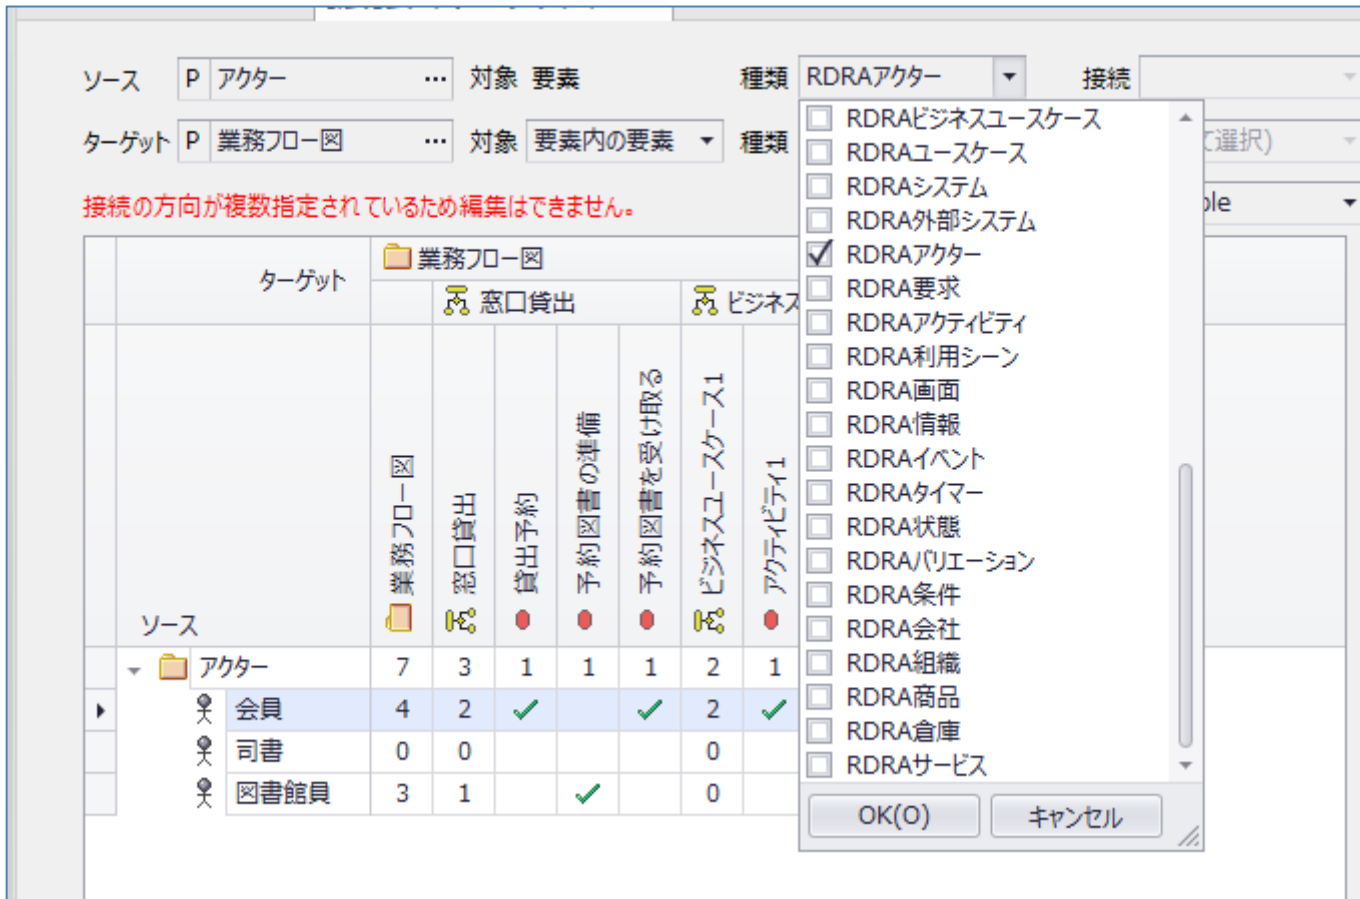 ソース P アクター ... 対象 要素 種類 RDRAアクター 接続
ターゲット P 業務フロー図 ... 対象 要素内の要素 種類 て選択)
接続の方向が複数指定されているため編集はできません。 ple
RDRAビジネスユースケース
RDRAユースケース
RDRAシステム
RDRA外部システム
RDRAアクター
RDRA要求
RDRAアクティビティ
RDRA利用シーン
RDRA画面
RDRA情報
RDRAイベント
RDRAタイマー
RDRA状態
RDRAバリエーション
RDRA条件
RDRA会社
RDRA組織
RDRA商品
RDRA倉庫
RDRAサービス
OK(O) キャンセル
ターゲット
業務フロー図
窓口貸出 ビジネス
業務フロー図
窓口貸出
貸出予約
予約図書の準備
予約図書を受け取る
ビジネスユースケース1
アクティビティ1
ソース
アクター 7 3 1 1 1 2 1
会員 4 2 2
司書 0 0 0
図書館員 3 1 0